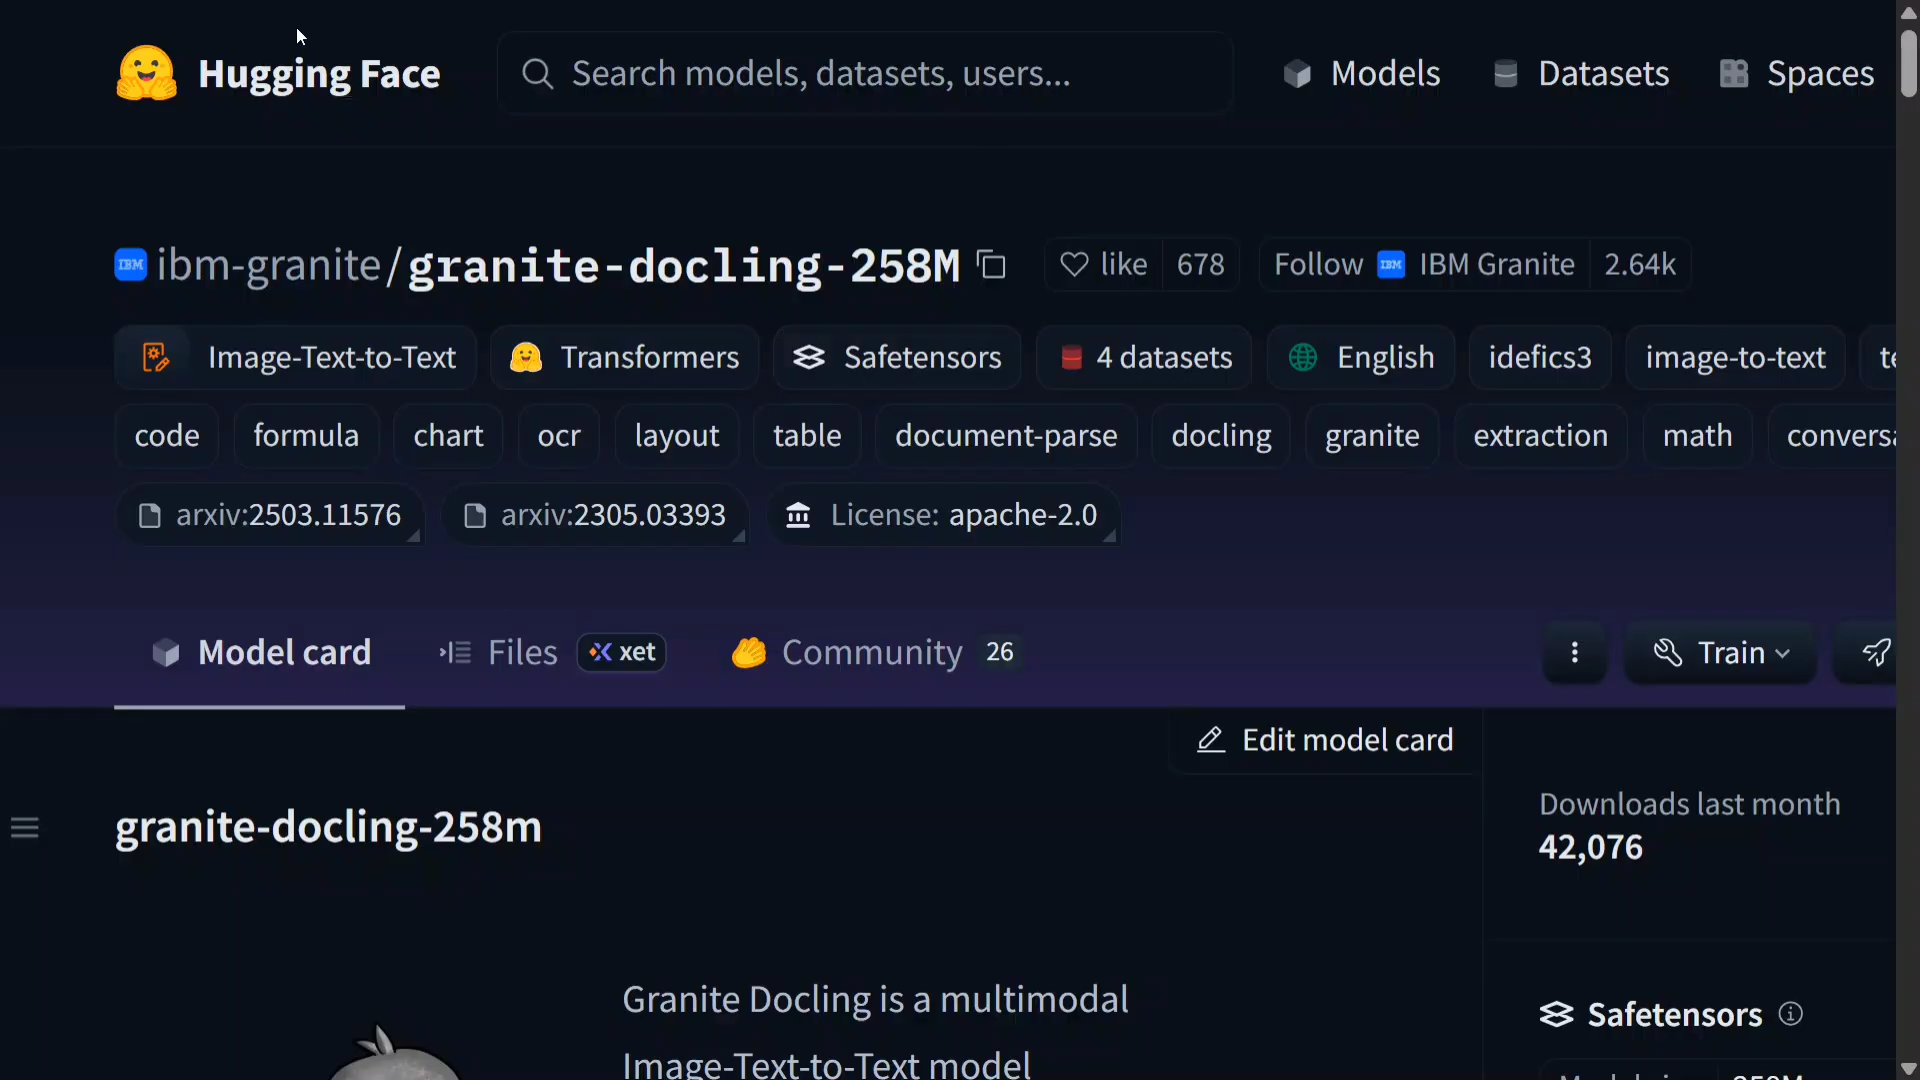 Hugging Face
Search models, datasets, users...
Models
Datasets
Spaces
IBM ibm-granite/granite-docling-258M
like 678
Follow IBM IBM Granite 2.64k
Image-Text-to-Text
Transformers
Safetensors
4 datasets
English
idefics3
image-to-text
code
formula
chart
ocr
layout
table
document-parse
docling
granite
extraction
math
arxiv:2503.11576
arxiv:2305.03393
License: apache-2.0
Model card
Files xet
Community 26
Train
Edit model card
granite-docling-258m
Downloads last month
42,076
Granite Docling is a multimodal
Image-Text-to-Text model
Safetensors